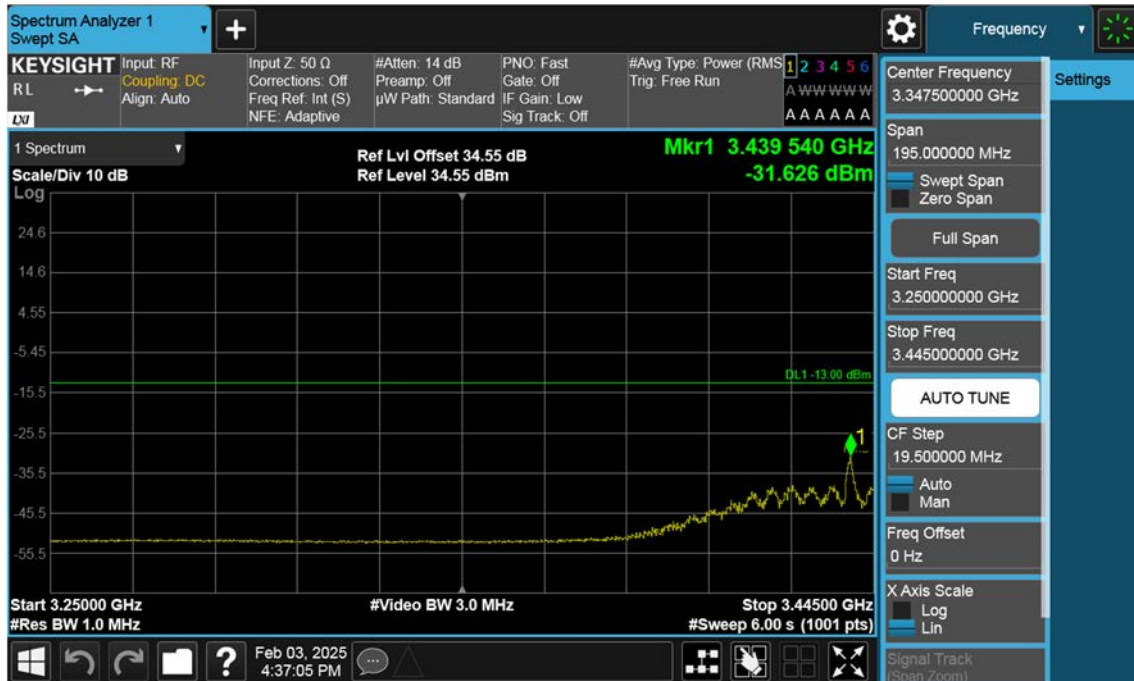 Spectrum Analyzer 1
Swept SA
Frequency
KEYSIGHT
RL
LXI
Input: RF
Coupling: DC
Align: Auto
Input Z: 50 Ω
Corrections: Off
Freq Ref: Int (S)
NFE: Adaptive
#Atten: 14 dB
Preamp: Off
µW Path: Standard
PNO: Fast
Gate: Off
IF Gain: Low
Sig Track: Off
#Avg Type: Power (RMS
Trig: Free Run
1 2 3 4 5 6
A W W W W W
A A A A A A
1 Spectrum
Scale/Div 10 dB
Log
Ref Lvl Offset 34.55 dB
Ref Level 34.55 dBm
Mkr1 3.439 540 GHz
-31.626 dBm
24.6
14.6
4.55
-5.45
DL1 -13.00 dBm
-15.5
-25.5
1
-35.5
-45.5
-55.5
Start 3.25000 GHz
#Video BW 3.0 MHz
Stop 3.44500 GHz
#Res BW 1.0 MHz
#Sweep 6.00 s (1001 pts)
?
Feb 03, 2025
4:37:05 PM
Center Frequency
3.347500000 GHz
Span
195.000000 MHz
Swept Span
Zero Span
Full Span
Start Freq
3.250000000 GHz
Stop Freq
3.445000000 GHz
AUTO TUNE
CF Step
19.500000 MHz
Auto
Man
Freq Offset
0 Hz
X Axis Scale
Log
Lin
Signal Track
(Span Zoom)
Settings